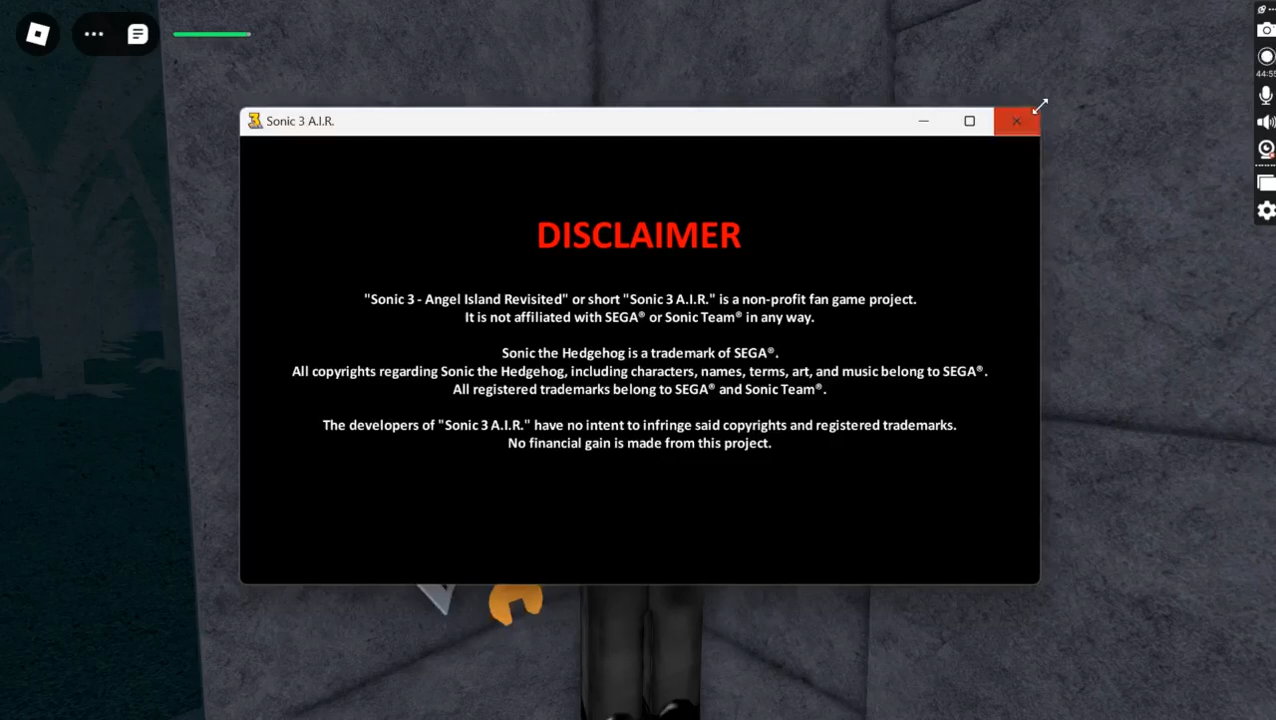 Sonic 3 A.I.R.
44:55
DISCLAIMER
"Sonic 3 - Angel Island Revisited" or short "Sonic 3 A.I.R." is a non-profit fan game project.
It is not affiliated with SEGA® or Sonic Team® in any way.
Sonic the Hedgehog is a trademark of SEGA®.
All copyrights regarding Sonic the Hedgehog, including characters, names, terms, art, and music belong to SEGA®.
All registered trademarks belong to SEGA® and Sonic Team®.
The developers of "Sonic 3 A.I.R." have no intent to infringe said copyrights and registered trademarks.
No financial gain is made from this project.